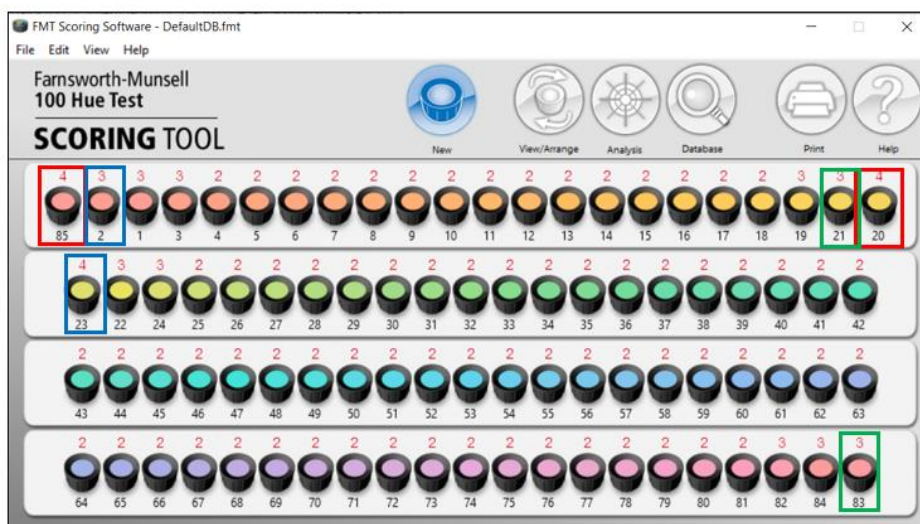 FMT Scoring Software - DefaultDB.fmt
File Edit View Help
Farnsworth-Munsell
100 Hue Test
SCORING TOOL
New View/Arrange Analysis Database Print Help
4 3 3 3 2 2 2 2 2 2 2 2 2 2 2 2 2 2 2 3 3 4
85 2 1 3 4 5 6 7 8 9 10 11 12 13 14 15 16 17 18 19 21 20
4 3 3 2 2 2 2 2 2 2 2 2 2 2 2 2 2 2 2 2 2
23 22 24 25 26 27 28 29 30 31 32 33 34 35 36 37 38 39 40 41 42
2 2 2 2 2 2 2 2 2 2 2 2 2 2 2 2 2 2 2 2 2
43 44 45 46 47 48 49 50 51 52 53 54 55 56 57 58 59 60 61 62 63
2 2 2 2 2 2 2 2 2 2 2 2 2 2 2 2 2 2 3 3 3
64 65 66 67 68 69 70 71 72 73 74 75 76 77 78 79 80 81 82 84 83